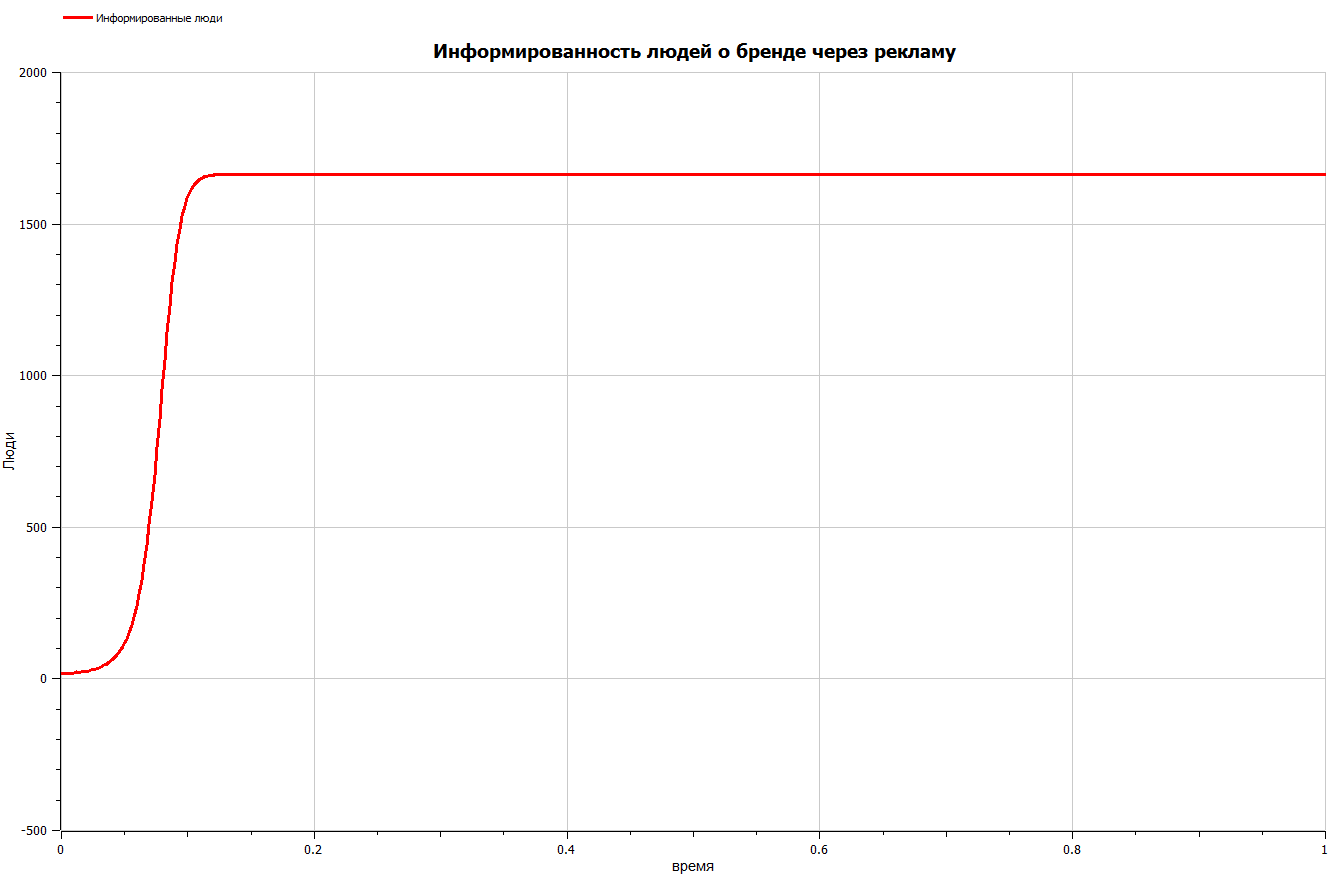 Информированные люди
Информированность людей о бренде через рекламу
2000
1500
1000
500
0
-500
Люди
0 0.2 0.4 0.6 0.8 1
время